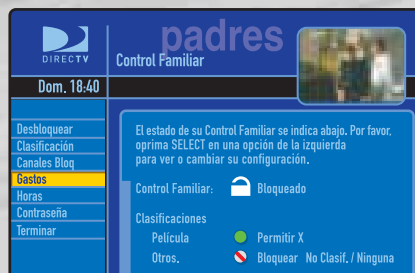 padres
DIRECTV
Control Familiar
Dom. 18:40
Desbloquear
Clasificación
Canales Bloq
Gastos
Horas
Contraseña
Terminar
El estado de su Control Familiar se indica abajo. Por favor,
oprima SELECT en una opción de la izquierda
para ver o cambiar su configuración.
Control Familiar: Bloqueado
Clasificaciones
Película Permitir X
Otros. Bloquear No Clasif. / Ninguna